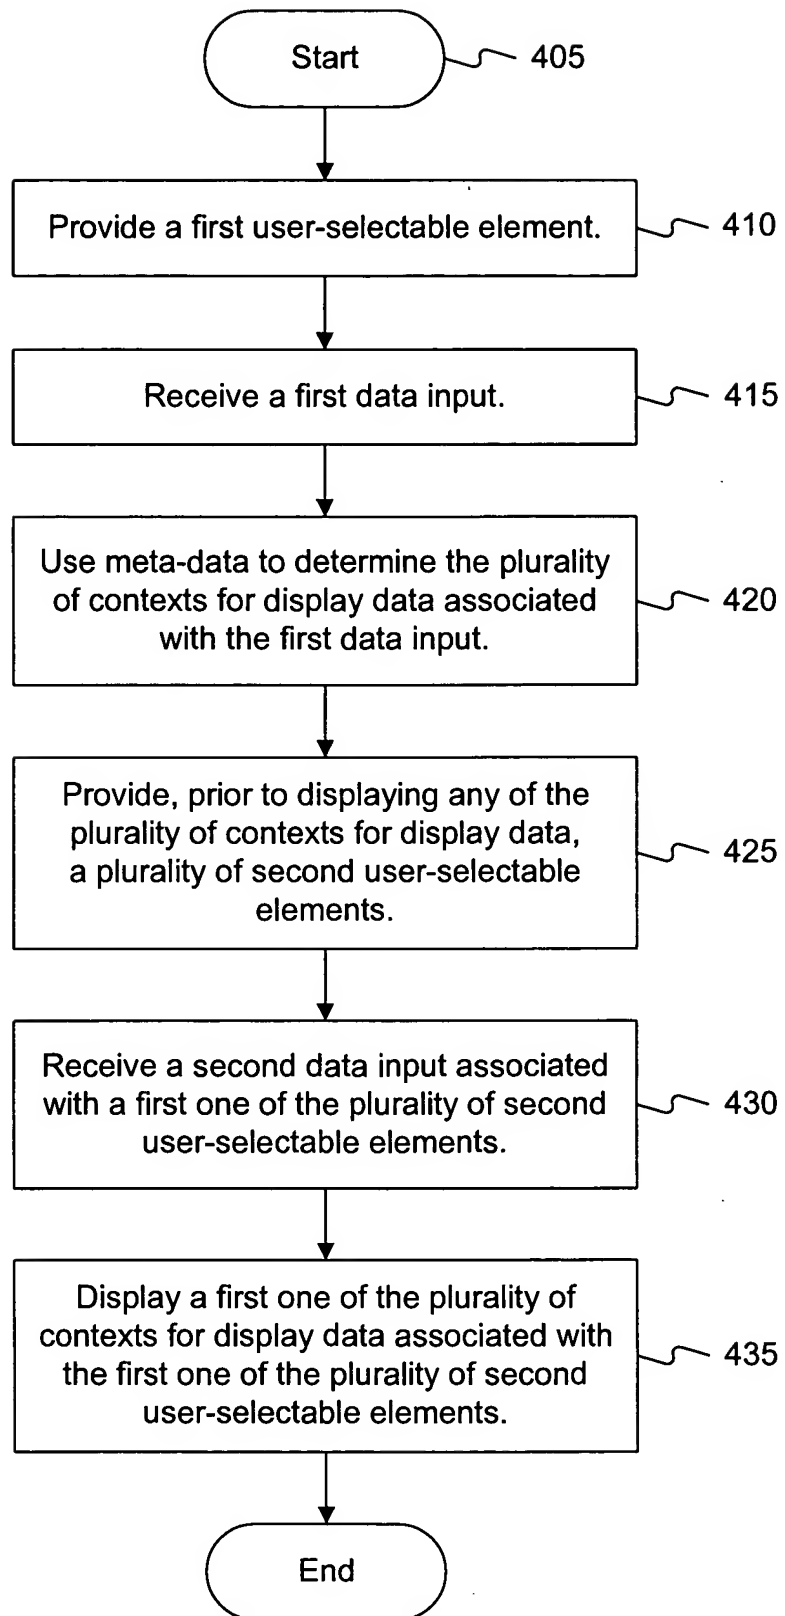 Start
405
Provide a first user-selectable element.
410
Receive a first data input.
415
Use meta-data to determine the plurality
of contexts for display data associated
with the first data input.
420
Provide, prior to displaying any of the
plurality of contexts for display data,
a plurality of second user-selectable
elements.
425
Receive a second data input associated
with a first one of the plurality of second
user-selectable elements.
430
Display a first one of the plurality of
contexts for display data associated with
the first one of the plurality of second
user-selectable elements.
435
End